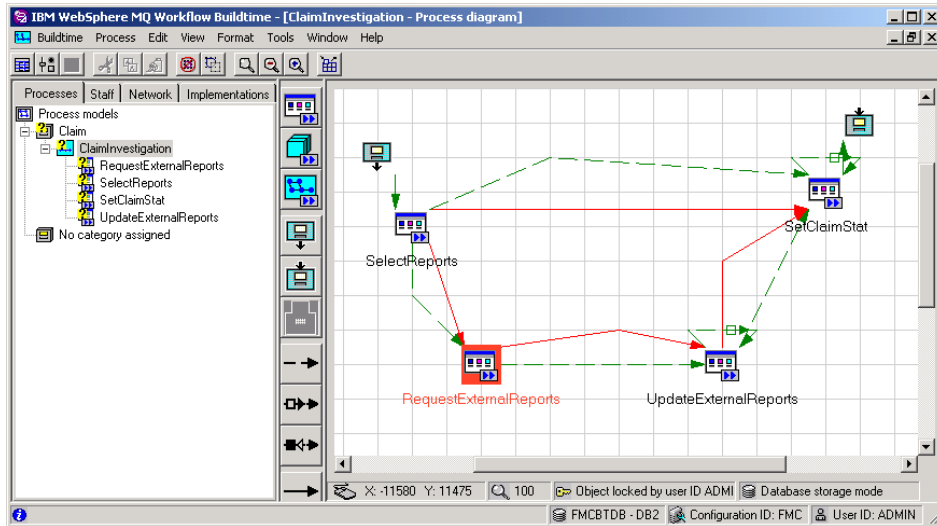 IBM WebSphere MQ Workflow Buildtime - [ClaimInvestigation - Process diagram]
Buildtime Process Edit View Format Tools Window Help
Processes Staff Network Implementations
Process models
Claim
ClaimInvestigation
RequestExternalReports
SelectReports
SetClaimStat
UpdateExternalReports
No category assigned
SetClaimStat
SelectReports
RequestExternalReports
UpdateExternalReports
X: -11580 Y: 11475 100 Object locked by user ID ADMI Database storage mode
FMCBTDB - DB2 Configuration ID: FMC User ID: ADMIN